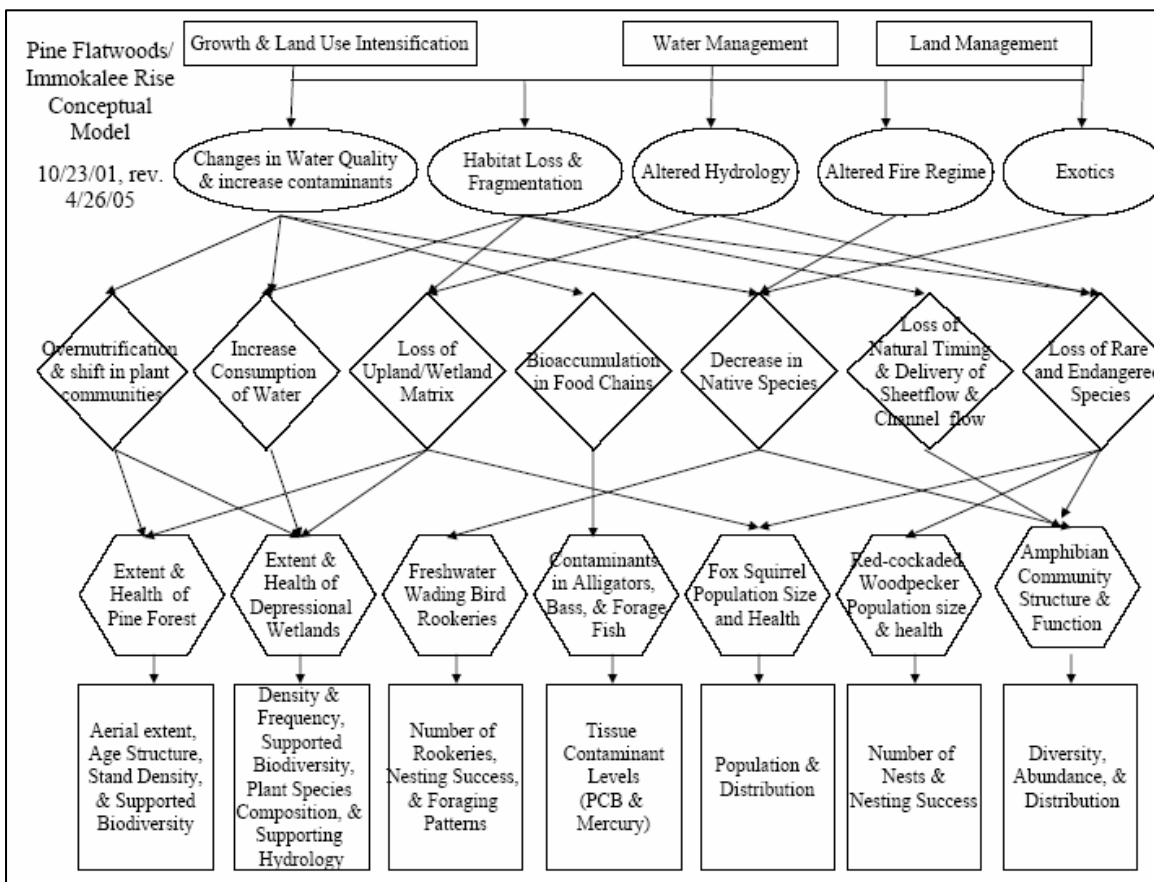 Pine Flatwoods/
Immokalee Rise
Conceptual
Model
10/23/01, rev.
4/26/05
Growth & Land Use Intensification
Water Management
Land Management
Changes in Water Quality
& increase contaminants
Habitat Loss &
Fragmentation
Altered Hydrology
Altered Fire Regime
Exotics
Overnutrification
& shift in plant
communities
Increase
Consumption
of Water
Loss of
Upland/Wetland
Matrix
Bioaccumulation
in Food Chains
Decrease in
Native Species
Loss of
Natural Timing
& Delivery of
Sheetflow &
Channel flow
Loss of Rare
and Endangered
Species
Extent &
Health of
Pine Forest
Extent &
Health of
Depressional
Wetlands
Freshwater
Wading Bird
Rookeries
Contaminants
in Alligators,
Bass, & Forage
Fish
Fox Squirrel
Population Size
and Health
Red-cockaded
Woodpecker
Population size
& health
Amphibian
Community
Structure &
Function
Aerial extent,
Age Structure,
Stand Density,
& Supported
Biodiversity
Density &
Frequency,
Supported
Biodiversity,
Plant Species
Composition, &
Supporting
Hydrology
Number of
Rookeries,
Nesting Success,
& Foraging
Patterns
Tissue
Contaminant
Levels
(PCB &
Mercury)
Population &
Distribution
Number of
Nests &
Nesting Success
Diversity,
Abundance, &
Distribution